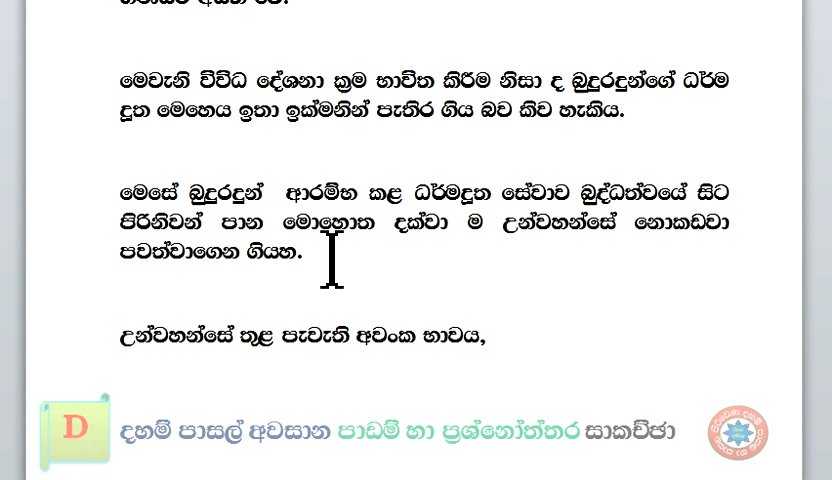 මෙවැනි විවිධ දේශනා ක්‍රම භාවිත කිරීම නිසා ද බුදුරදුන්ගේ ධර්ම
දූත මෙහෙය ඉතා ඉක්මනින් පැතිර ගිය බව කිව හැකිය.
මෙසේ බුදුරදුන් ආරම්භ කළ ධර්මදූත සේවාව බුද්ධත්වයේ සිට
පිරිනිවන් පාන මොහොත දක්වා ම උන්වහන්සේ නොකඩවා
පවත්වාගෙන ගියහ.
උන්වහන්සේ තුළ පැවැති අවංක භාවය,
D
දහම් පාසල් අවසාන පාඩම් හා ප්‍රශ්නෝත්තර සාකච්ඡා